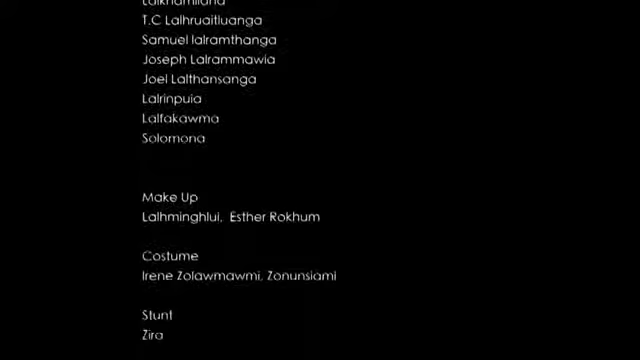 T.C Lalhruaitluanga
Samuel lalramthanga
Joseph Lalrammawia
Joel Lalthansanga
Lalrinpuia
Lalfakawma
Solomona
Make Up
Lalhminghlui, Esther Rokhum
Costume
Irene Zolawmawmi, Zonunsiami
Stunt
Zira